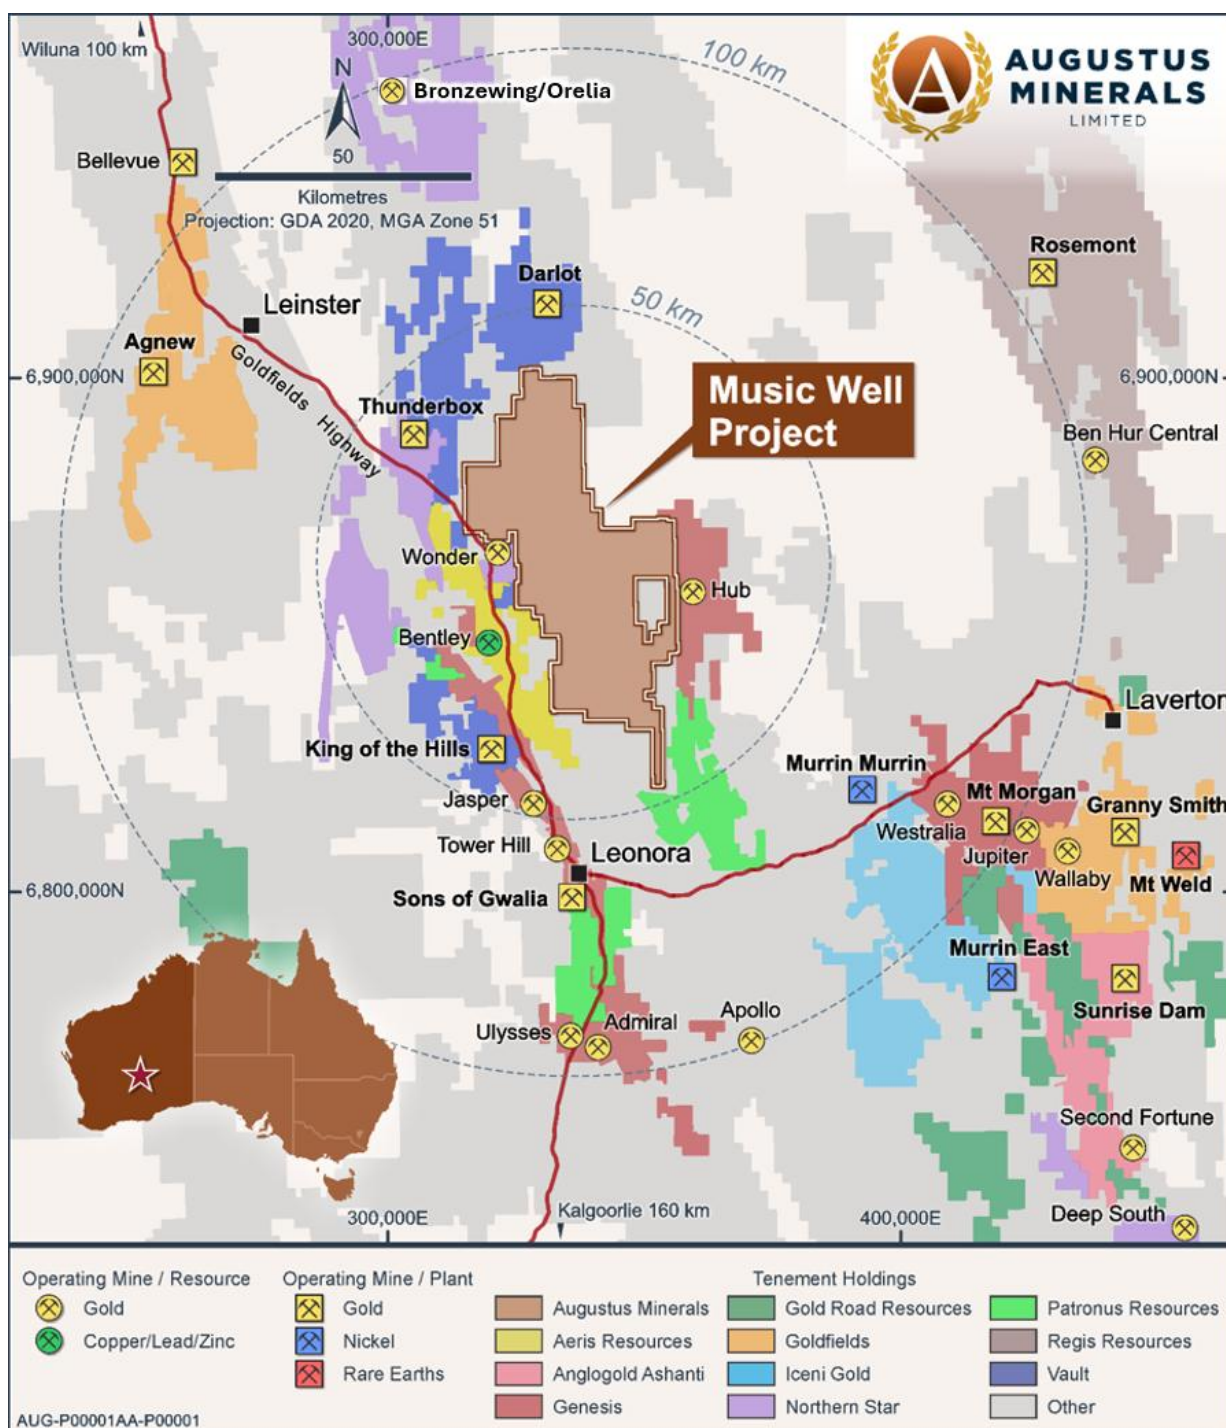 Wiluna 100 km
300,000E
100 km
A
AUGUSTUS
MINERALS
LIMITED
N
Bronzewing/Orelia
50
Kilometres
Projection: GDA 2020, MGA Zone 51
Bellevue
Rosemont
Darlot
50 km
Leinster
Agnew
Goldfields Highway
6,900,000N
6,900,000N
Music Well
Project
Thunderbox
Ben Hur Central
Wonder
Hub
Bentley
Laverton
King of the Hills
Murrin Murrin
Mt Morgan
Jasper
Granny Smith
Westralia
Tower Hill
Leonora
Jupiter
Wallaby
Mt Weld
6,800,000N
Sons of Gwalia
Murrin East
Sunrise Dam
Ulysses
Admiral
Apollo
Second Fortune
Kalgoorlie 160 km
300,000E
400,000E
Deep South
Operating Mine / Resource
Gold
Copper/Lead/Zinc
Operating Mine / Plant
Gold
Nickel
Rare Earths
Tenement Holdings
Augustus Minerals
Aeris Resources
Anglogold Ashanti
Genesis
Gold Road Resources
Goldfields
Iceni Gold
Northern Star
Patronus Resources
Regis Resources
Vault
Other
AUG-P00001AA-P00001